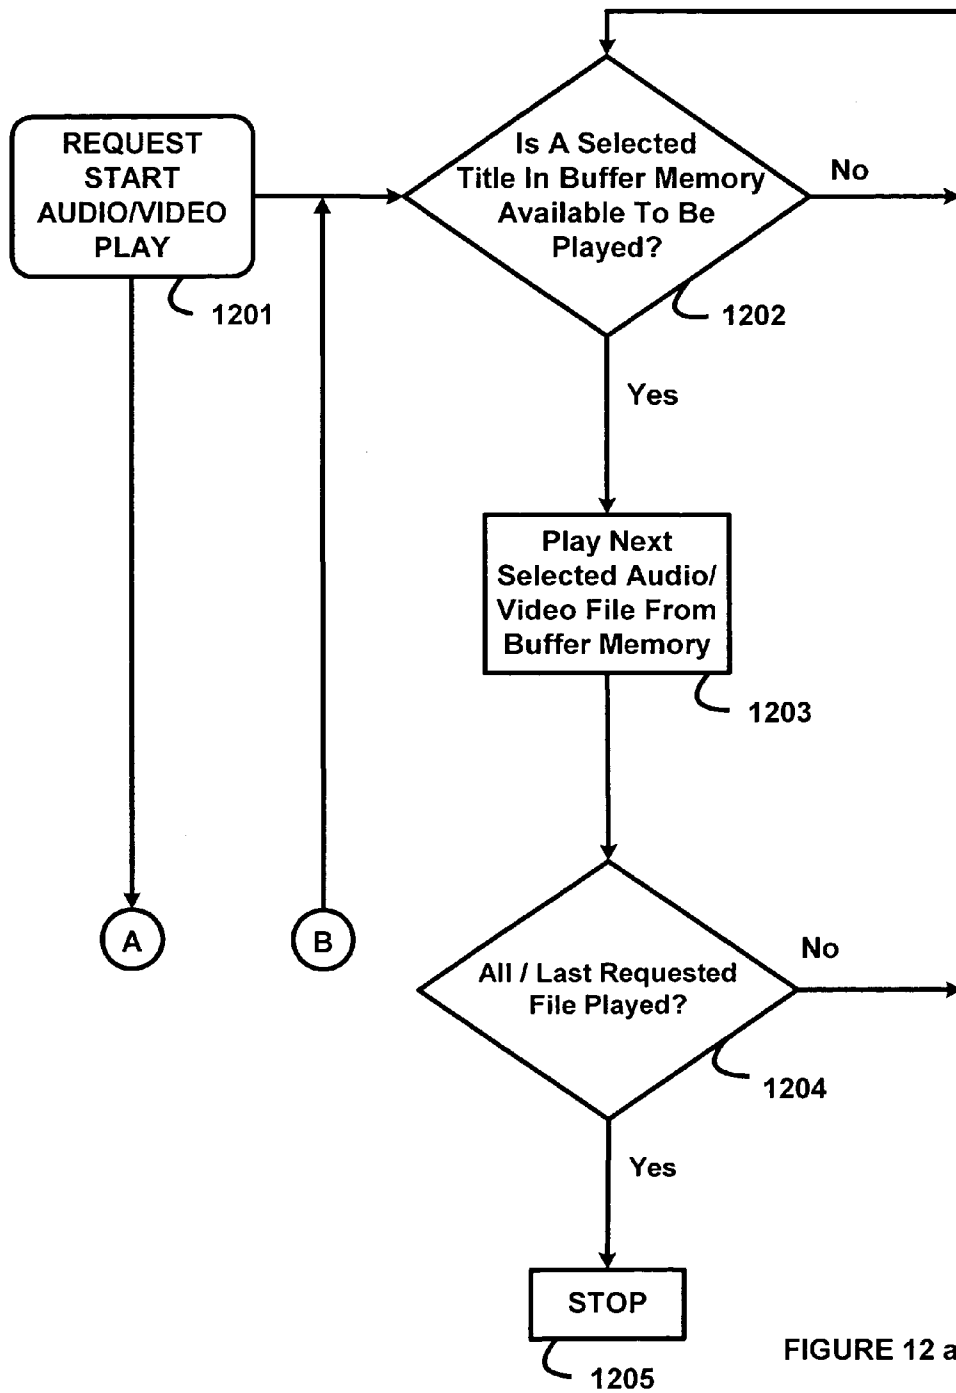 REQUEST
START
AUDIO/VIDEO
PLAY
1201
Is A Selected
Title In Buffer Memory
Available To Be
Played?
No
1202
Yes
Play Next
Selected Audio/
Video File From
Buffer Memory
1203
A
B
All / Last Requested
File Played?
No
1204
Yes
STOP
1205
FIGURE 12 a